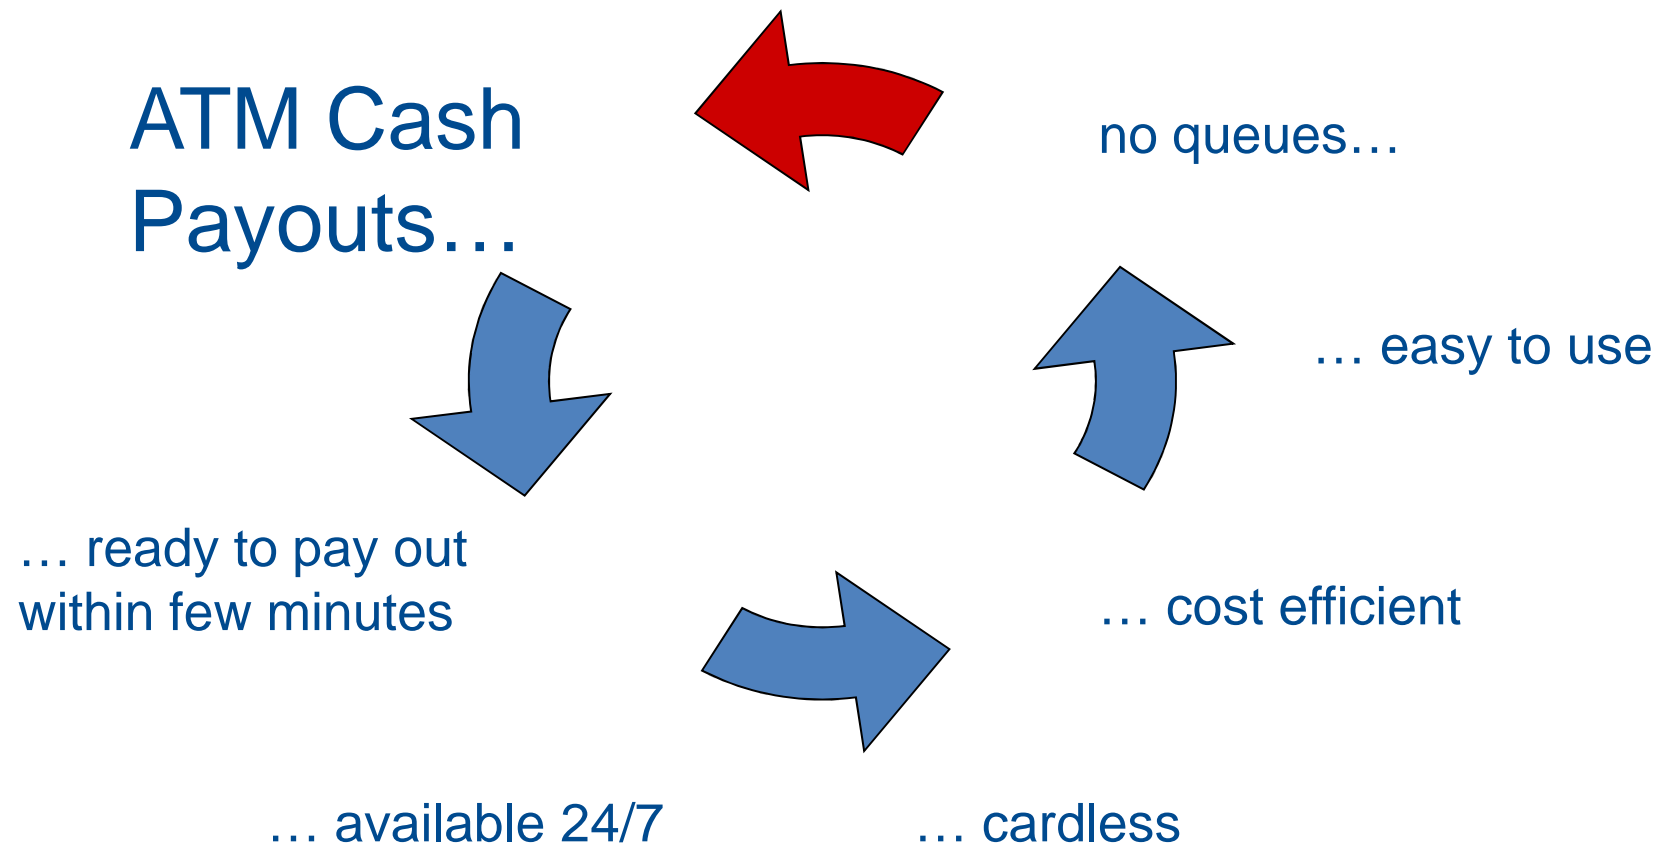 ATM Cash
Payouts…
no queues…
… easy to use
… ready to pay out
within few minutes
… cost efficient
… available 24/7
… cardless